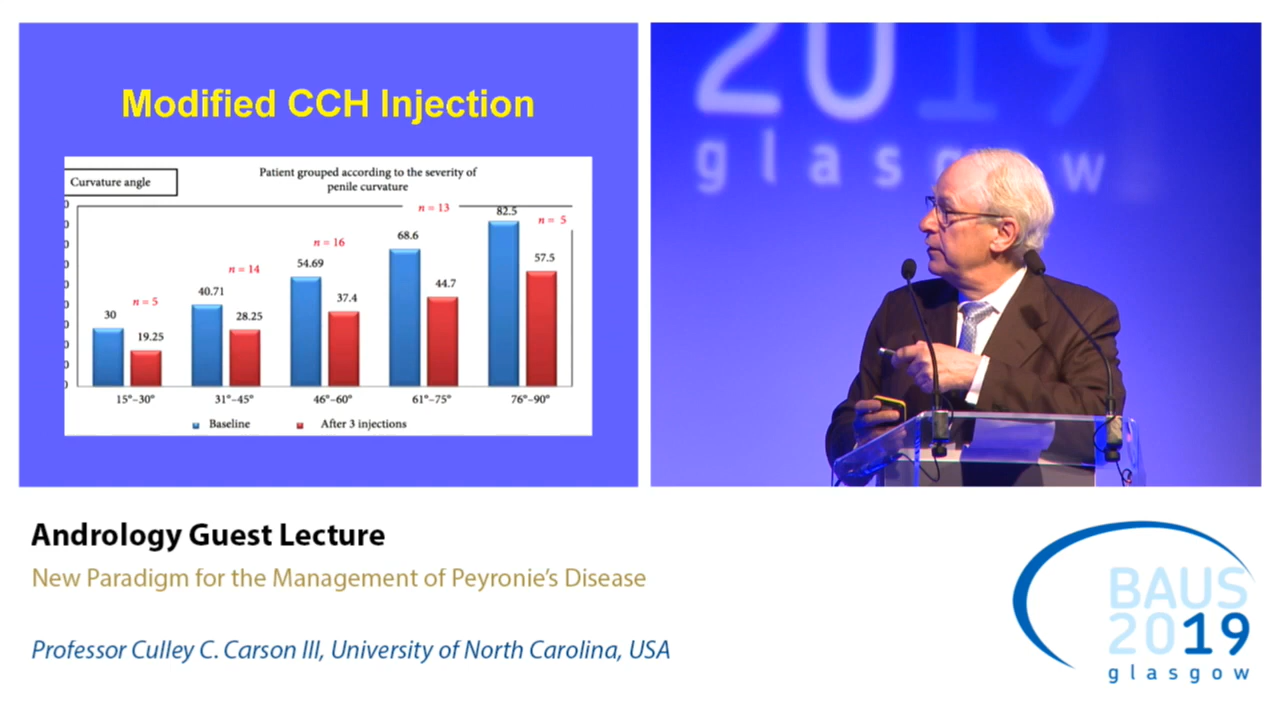 Modified CCH Injection
Curvature angle
Patient grouped according to the severity of
penile curvature
n = 5
n = 14
n = 16
n = 13
n = 5
30
19.25
40.71
28.25
54.69
37.4
68.6
44.7
82.5
57.5
15°–30°
31°–45°
46°–60°
61°–75°
76°–90°
Baseline
After 3 injections
2019
glasgow
Andrology Guest Lecture
New Paradigm for the Management of Peyronie's Disease
Professor Culley C. Carson III, University of North Carolina, USA
BAUS
2019
glasgow